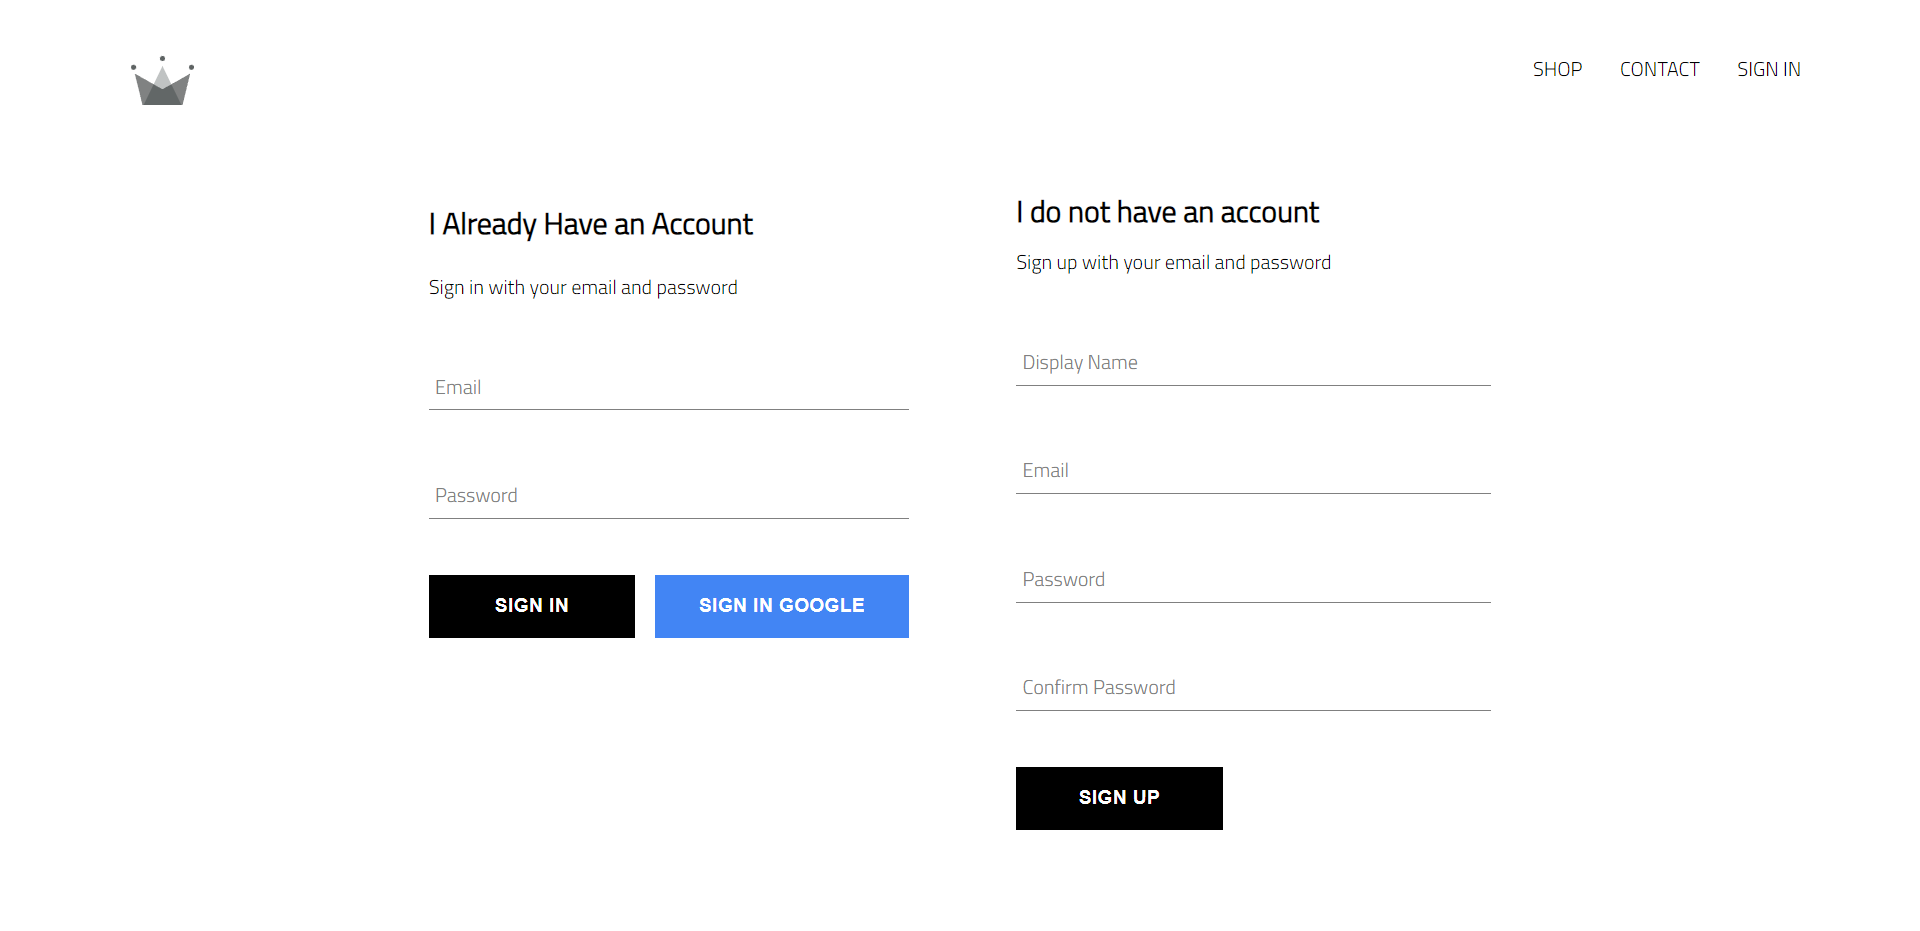 SHOP CONTACT SIGN IN
I Already Have an Account
Sign in with your email and password
Email
Password
SIGN IN SIGN IN GOOGLE
I do not have an account
Sign up with your email and password
Display Name
Email
Password
Confirm Password
SIGN UP